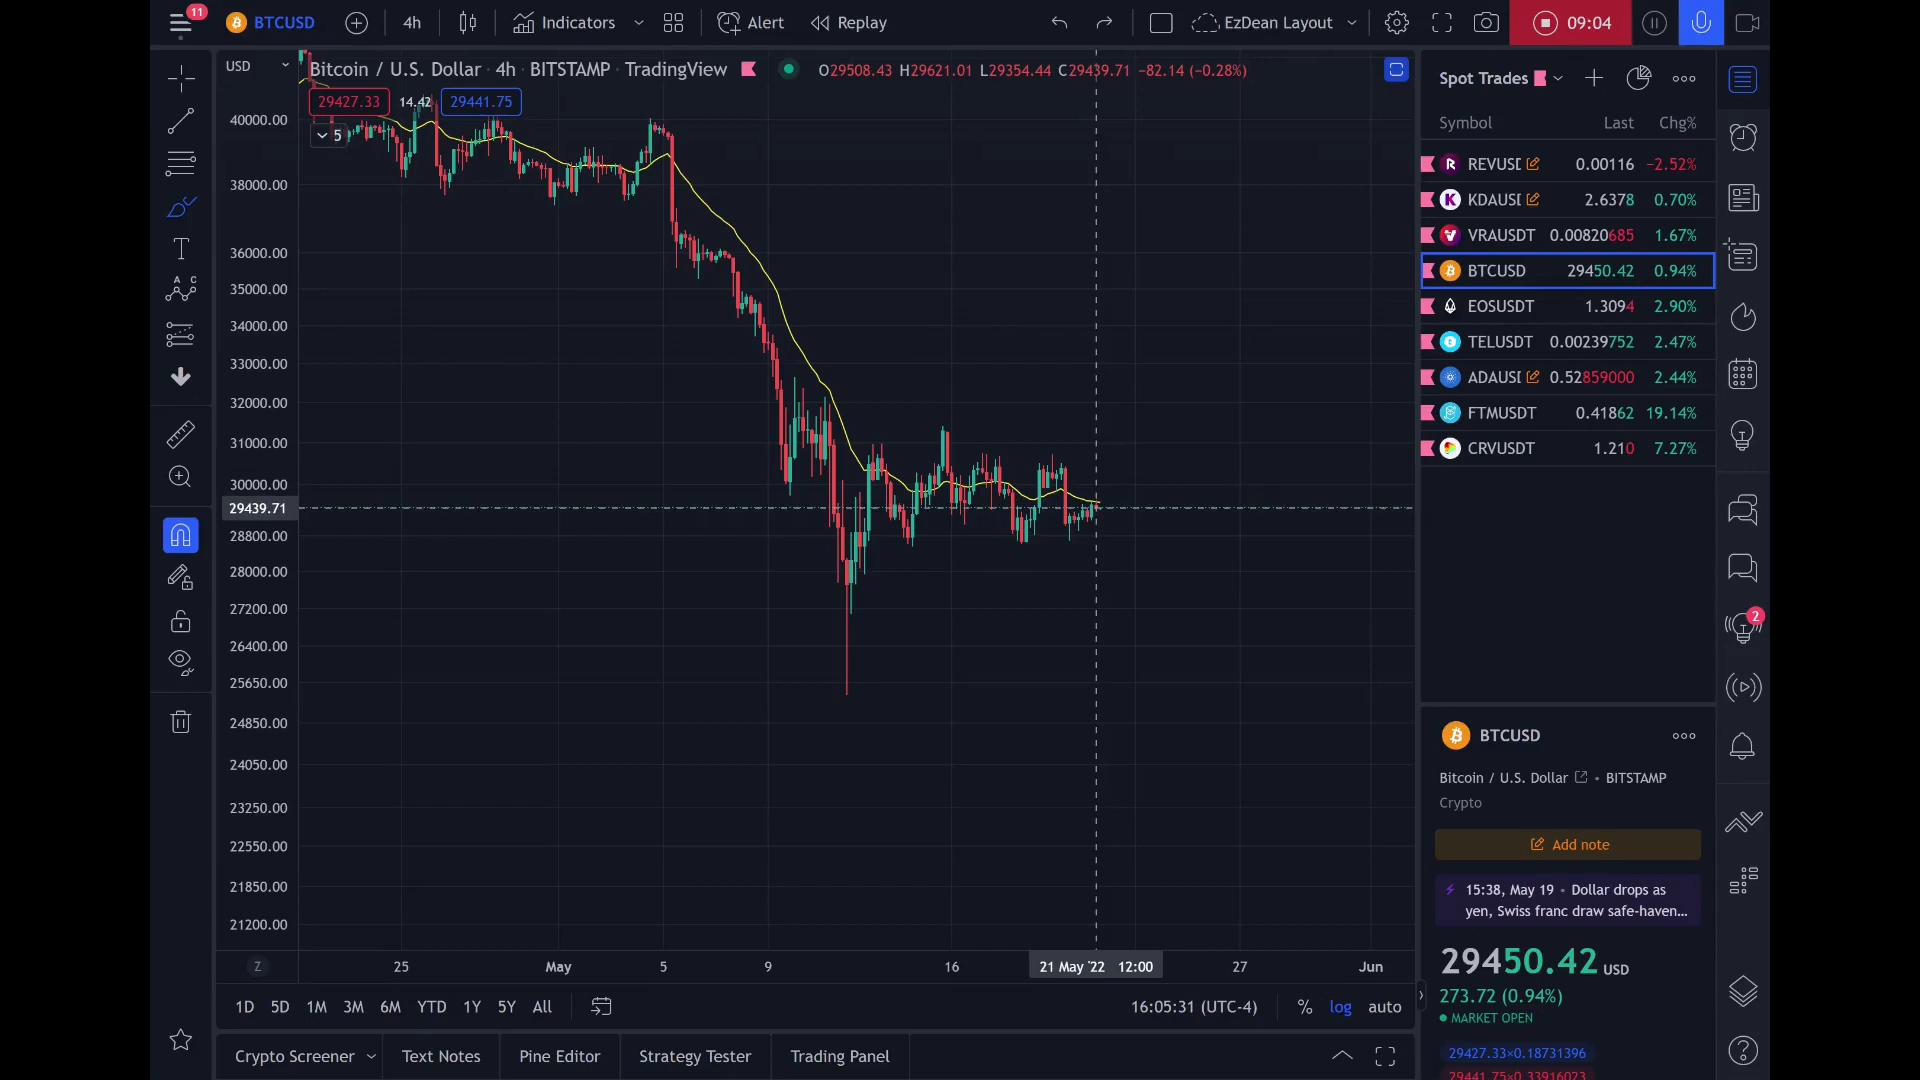 11
BTCUSD
4h
Indicators
Alert
Replay
EzDean Layout
09:04
USD
Bitcoin / U.S. Dollar · 4h · BITSTAMP · TradingView
O29508.43 H29621.01 L29354.44 C29439.71 −82.14 (−0.28%)
29427.33
14.42
29441.75
5
40000.00
38000.00
36000.00
35000.00
34000.00
33000.00
32000.00
31000.00
30000.00
29439.71
28800.00
28000.00
27200.00
26400.00
25650.00
24850.00
24050.00
23250.00
22550.00
21850.00
21200.00
Z
25
May
5
9
16
21 May '22 12:00
27
Jun
1D 5D 1M 3M 6M YTD 1Y 5Y All
16:05:31 (UTC-4)
% log auto
Crypto Screener
Text Notes
Pine Editor
Strategy Tester
Trading Panel
Spot Trades
Symbol Last Chg%
REVUSD 0.00116 −2.52%
KDAUSD 2.6378 0.70%
VRAUSDT 0.00820685 1.67%
BTCUSD 29450.42 0.94%
EOSUSDT 1.3094 2.90%
TELUSDT 0.00239752 2.47%
ADAUSD 0.52859000 2.44%
FTMUSDT 0.41862 19.14%
CRVUSDT 1.210 7.27%
2
BTCUSD
Bitcoin / U.S. Dollar • BITSTAMP
Crypto
Add note
15:38, May 19 • Dollar drops as
yen, Swiss franc draw safe-haven...
29450.42 USD
273.72 (0.94%)
MARKET OPEN
29427.33×0.18731396
29441.75×0.33916023